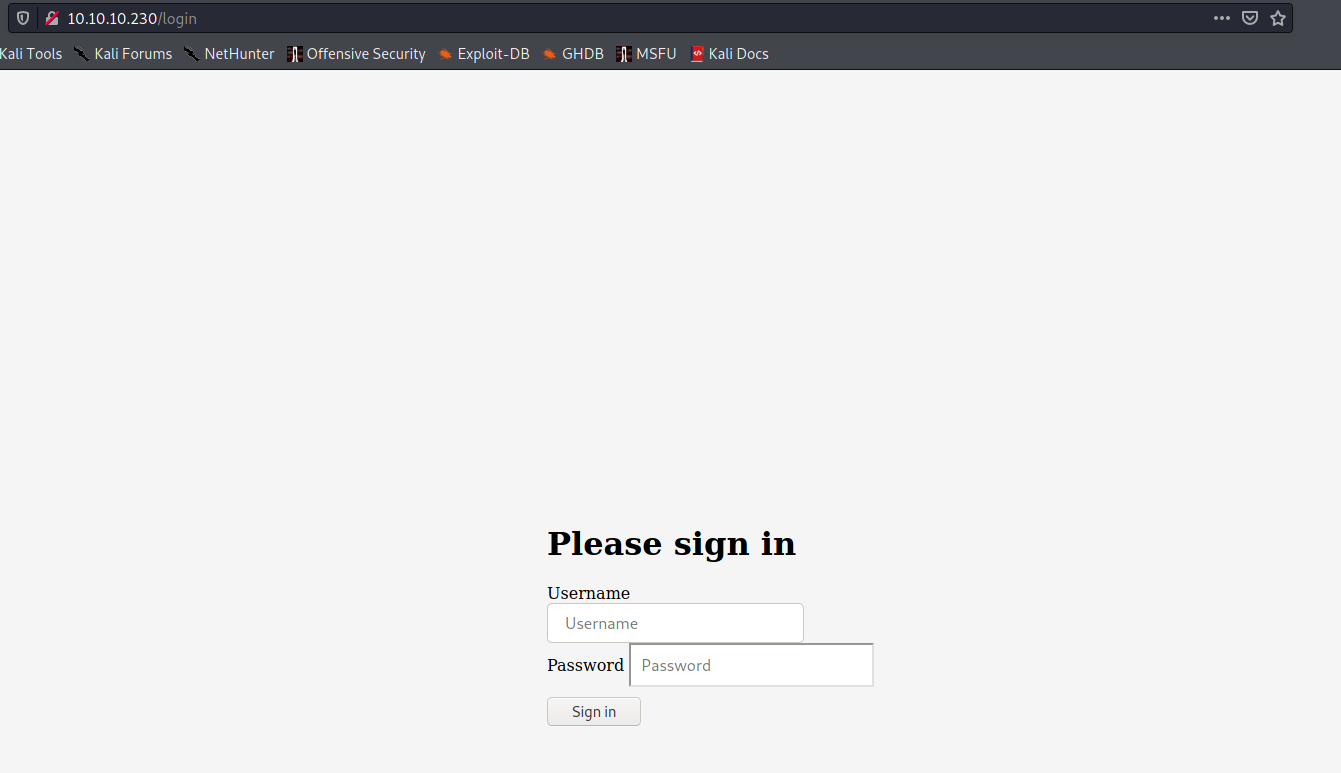 10.10.10.230/login
Kali Tools Kali Forums NetHunter Offensive Security Exploit-DB GHDB MSFU Kali Docs
Please sign in
Username
Username
Password Password
Sign in